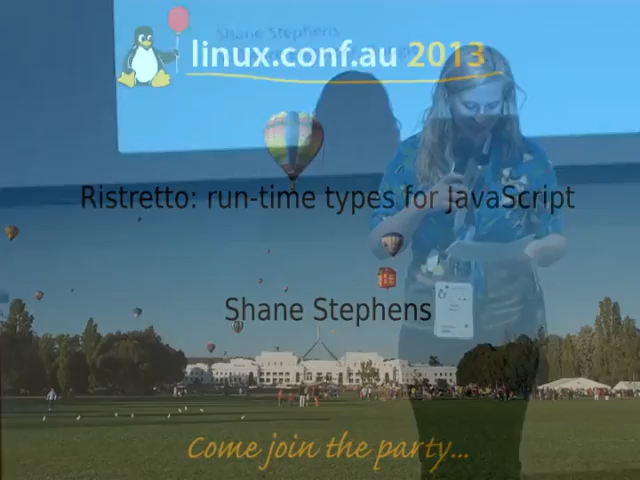 Shane Stephens
linux.conf.au 2013
Ristretto: run-time types for JavaScript
Shane Stephens
Come join the party...